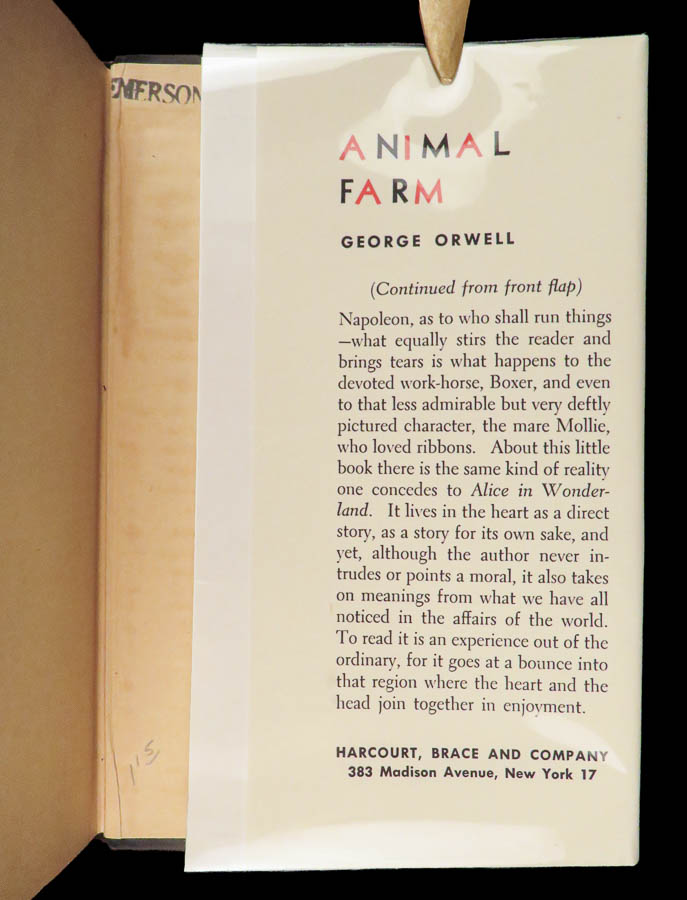 EMERSON
ANIMAL
FARM
GEORGE ORWELL
(Continued from front flap)
Napoleon, as to who shall run things
—what equally stirs the reader and
brings tears is what happens to the
devoted work-horse, Boxer, and even
to that less admirable but very deftly
pictured character, the mare Mollie,
who loved ribbons. About this little
book there is the same kind of reality
one concedes to Alice in Wonder-
land. It lives in the heart as a direct
story, as a story for its own sake, and
yet, although the author never in-
trudes or points a moral, it also takes
on meanings from what we have all
noticed in the affairs of the world.
To read it is an experience out of the
ordinary, for it goes at a bounce into
that region where the heart and the
head join together in enjoyment.
HARCOURT, BRACE AND COMPANY
383 Madison Avenue, New York 17